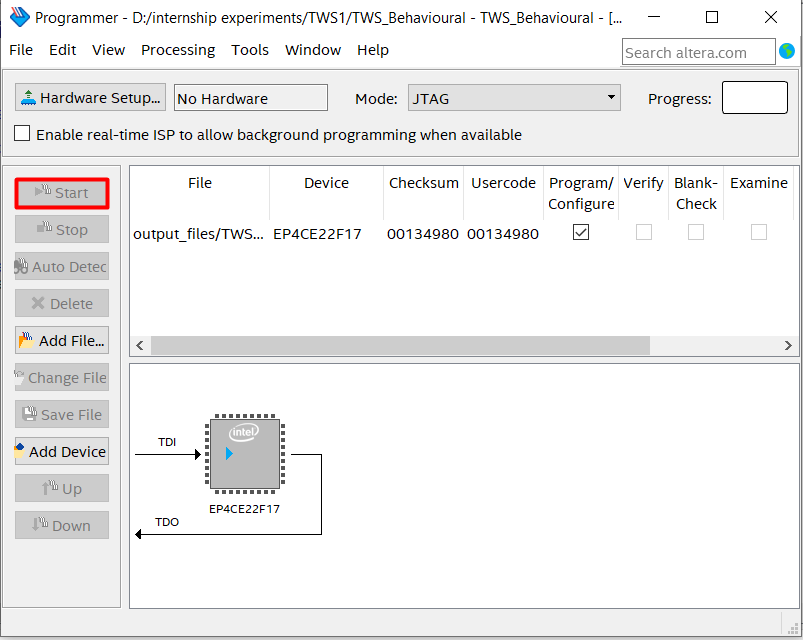 Programmer - D:/internship experiments/TWS1/TWS_Behavioural - TWS_Behavioural - [...
File Edit View Processing Tools Window Help
Search altera.com
Hardware Setup... No Hardware Mode: JTAG Progress:
Enable real-time ISP to allow background programming when available
Start
Stop
Auto Detec
Delete
Add File...
Change File
Save File
Add Device
Up
Down
File Device Checksum Usercode Program/ Verify Blank- Examine
Configure Check
output_files/TWS... EP4CE22F17 00134980 00134980
intel
TDI
EP4CE22F17
TDO